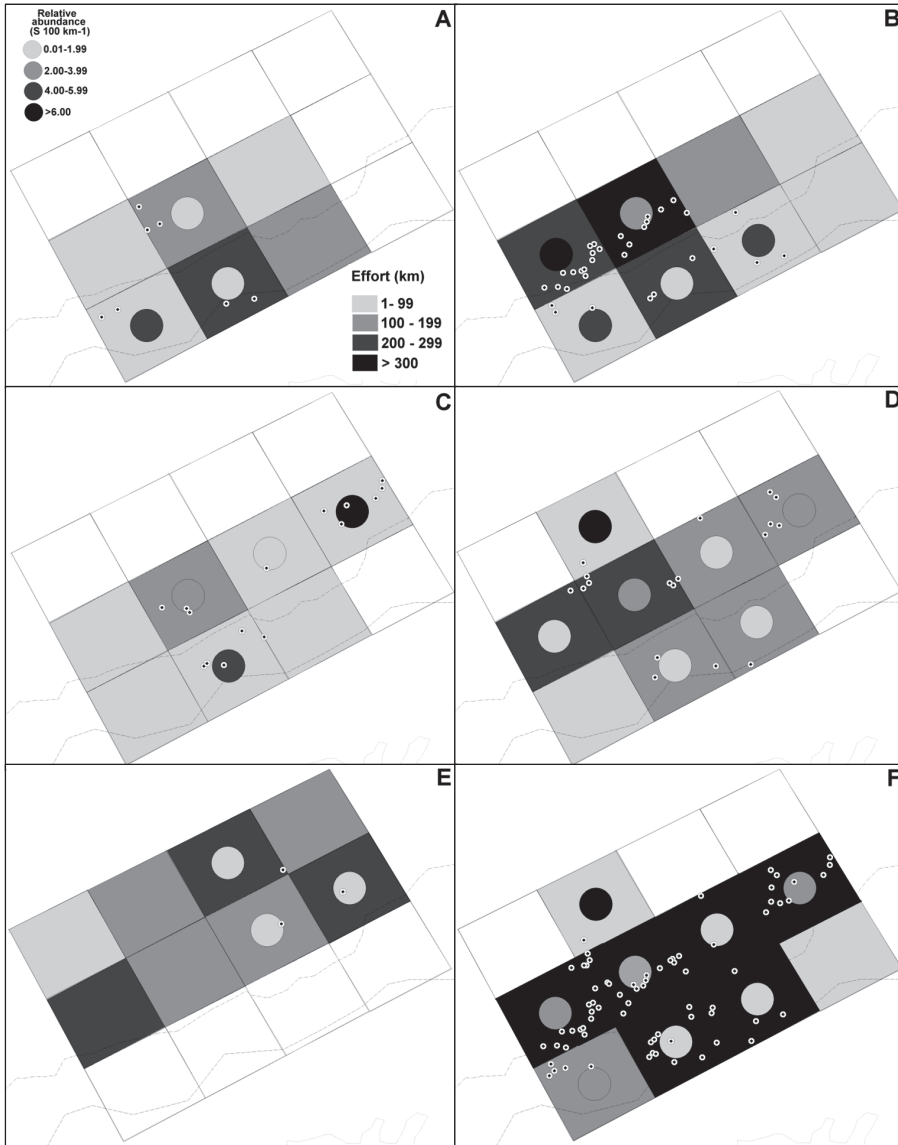 Relative
abundance
(S 100 km-1)
0.01-1.99
2.00-3.99
4.00-5.99
>6.00
A
B
Effort (km)
1- 99
100 - 199
200 - 299
> 300
C
D
E
F